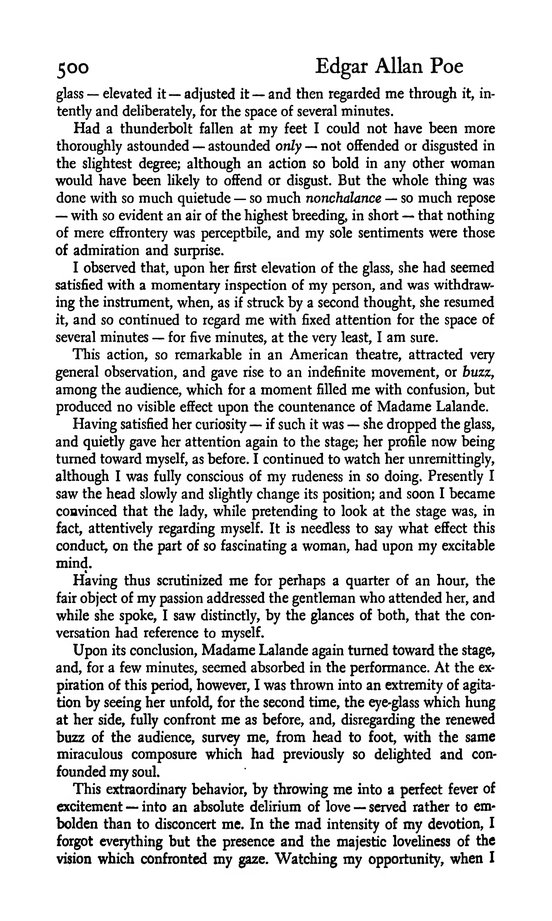 500 Edgar Allan Poe
glass — elevated it — adjusted it — and then regarded me through it, in-
tently and deliberately, for the space of several minutes.
Had a thunderbolt fallen at my feet I could not have been more
thoroughly astounded — astounded only — not offended or disgusted in
the slightest degree; although an action so bold in any other woman
would have been likely to offend or disgust. But the whole thing was
done with so much quietude — so much nonchalance — so much repose
— with so evident an air of the highest breeding, in short — that nothing
of mere effrontery was perceptbile, and my sole sentiments were those
of admiration and surprise.
I observed that, upon her first elevation of the glass, she had seemed
satisfied with a momentary inspection of my person, and was withdraw-
ing the instrument, when, as if struck by a second thought, she resumed
it, and so continued to regard me with fixed attention for the space of
several minutes — for five minutes, at the very least, I am sure.
This action, so remarkable in an American theatre, attracted very
general observation, and gave rise to an indefinite movement, or buzz,
among the audience, which for a moment filled me with confusion, but
produced no visible effect upon the countenance of Madame Lalande.
Having satisfied her curiosity — if such it was — she dropped the glass,
and quietly gave her attention again to the stage; her profile now being
turned toward myself, as before. I continued to watch her unremittingly,
although I was fully conscious of my rudeness in so doing. Presently I
saw the head slowly and slightly change its position; and soon I became
convinced that the lady, while pretending to look at the stage was, in
fact, attentively regarding myself. It is needless to say what effect this
conduct, on the part of so fascinating a woman, had upon my excitable
mind.
Having thus scrutinized me for perhaps a quarter of an hour, the
fair object of my passion addressed the gentleman who attended her, and
while she spoke, I saw distinctly, by the glances of both, that the con-
versation had reference to myself.
Upon its conclusion, Madame Lalande again turned toward the stage,
and, for a few minutes, seemed absorbed in the performance. At the ex-
piration of this period, however, I was thrown into an extremity of agita-
tion by seeing her unfold, for the second time, the eye-glass which hung
at her side, fully confront me as before, and, disregarding the renewed
buzz of the audience, survey me, from head to foot, with the same
miraculous composure which had previously so delighted and con-
founded my soul.
This extraordinary behavior, by throwing me into a perfect fever of
excitement — into an absolute delirium of love — served rather to em-
bolden than to disconcert me. In the mad intensity of my devotion, I
forgot everything but the presence and the majestic loveliness of the
vision which confronted my gaze. Watching my opportunity, when I